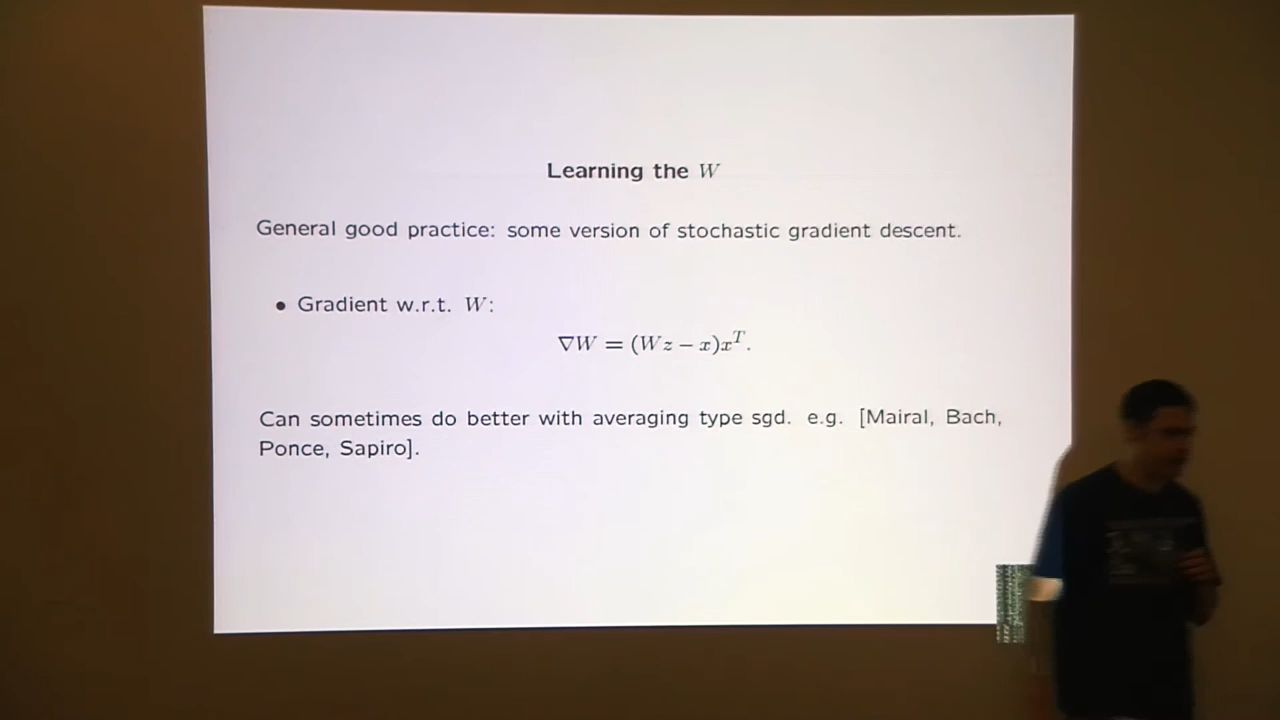 Learning the W
General good practice: some version of stochastic gradient descent.
• Gradient w.r.t. W:
∇W = (Wz − x)x^T.
Can sometimes do better with averaging type sgd. e.g. [Mairal, Bach,
Ponce, Sapiro].